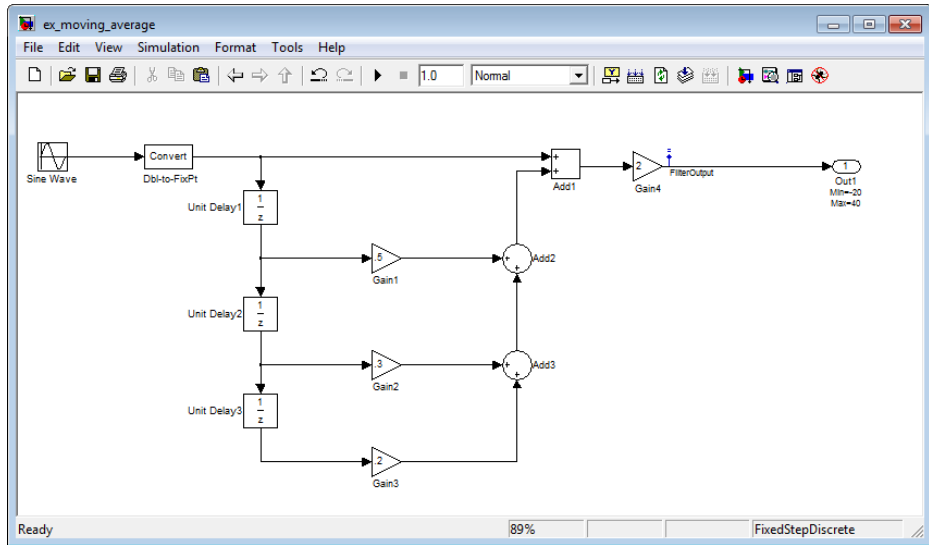 ex_moving_average
File Edit View Simulation Format Tools Help
1.0 Normal
Sine Wave
Convert
Dbl-to-FixPt
+
+
Add1
2
Gain4
=
FilterOutput
1
Out1
Min=-20
Max=40
Unit Delay1
1
z
.5
Gain1
+
+
Add2
Unit Delay2
1
z
.3
Gain2
+
+
Add3
Unit Delay3
1
z
.2
Gain3
Ready 89% FixedStepDiscrete